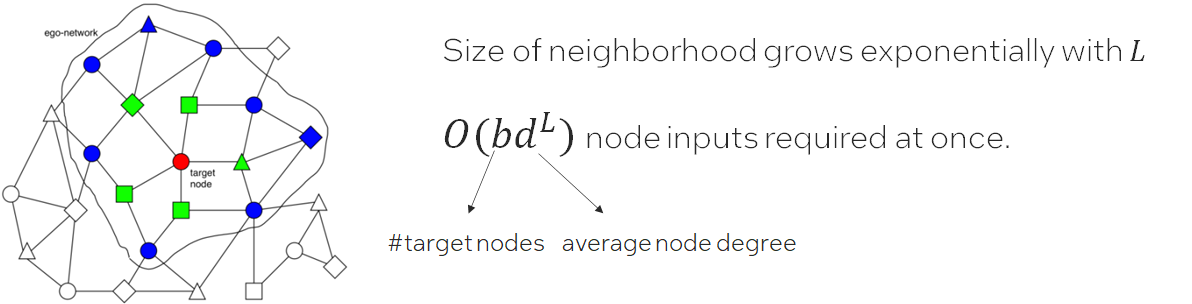 ego-network
target
node
Size of neighborhood grows exponentially with L
O(bd^L) node inputs required at once.
#target nodes average node degree